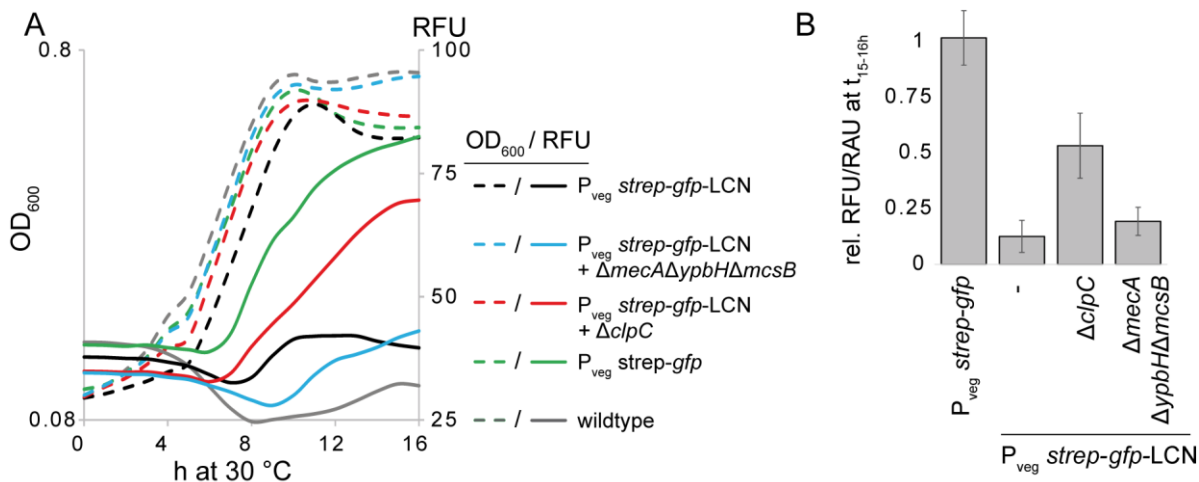 A
RFU
0.8
100
OD600
OD600 / RFU
75
/ Pveg strep-gfp-LCN
/ Pveg strep-gfp-LCN
+ ΔmecAΔypbHΔmcsB
50
/ Pveg strep-gfp-LCN
+ ΔclpC
/ Pveg strep-gfp
0.08
25
/ wildtype
0 4 8 12 16
h at 30 °C
B
rel. RFU/RAU at t15-16h
1
0.75
0.5
0.25
0
Pveg strep-gfp
-
ΔclpC
ΔmecA
ΔypbHΔmcsB
Pveg strep-gfp-LCN